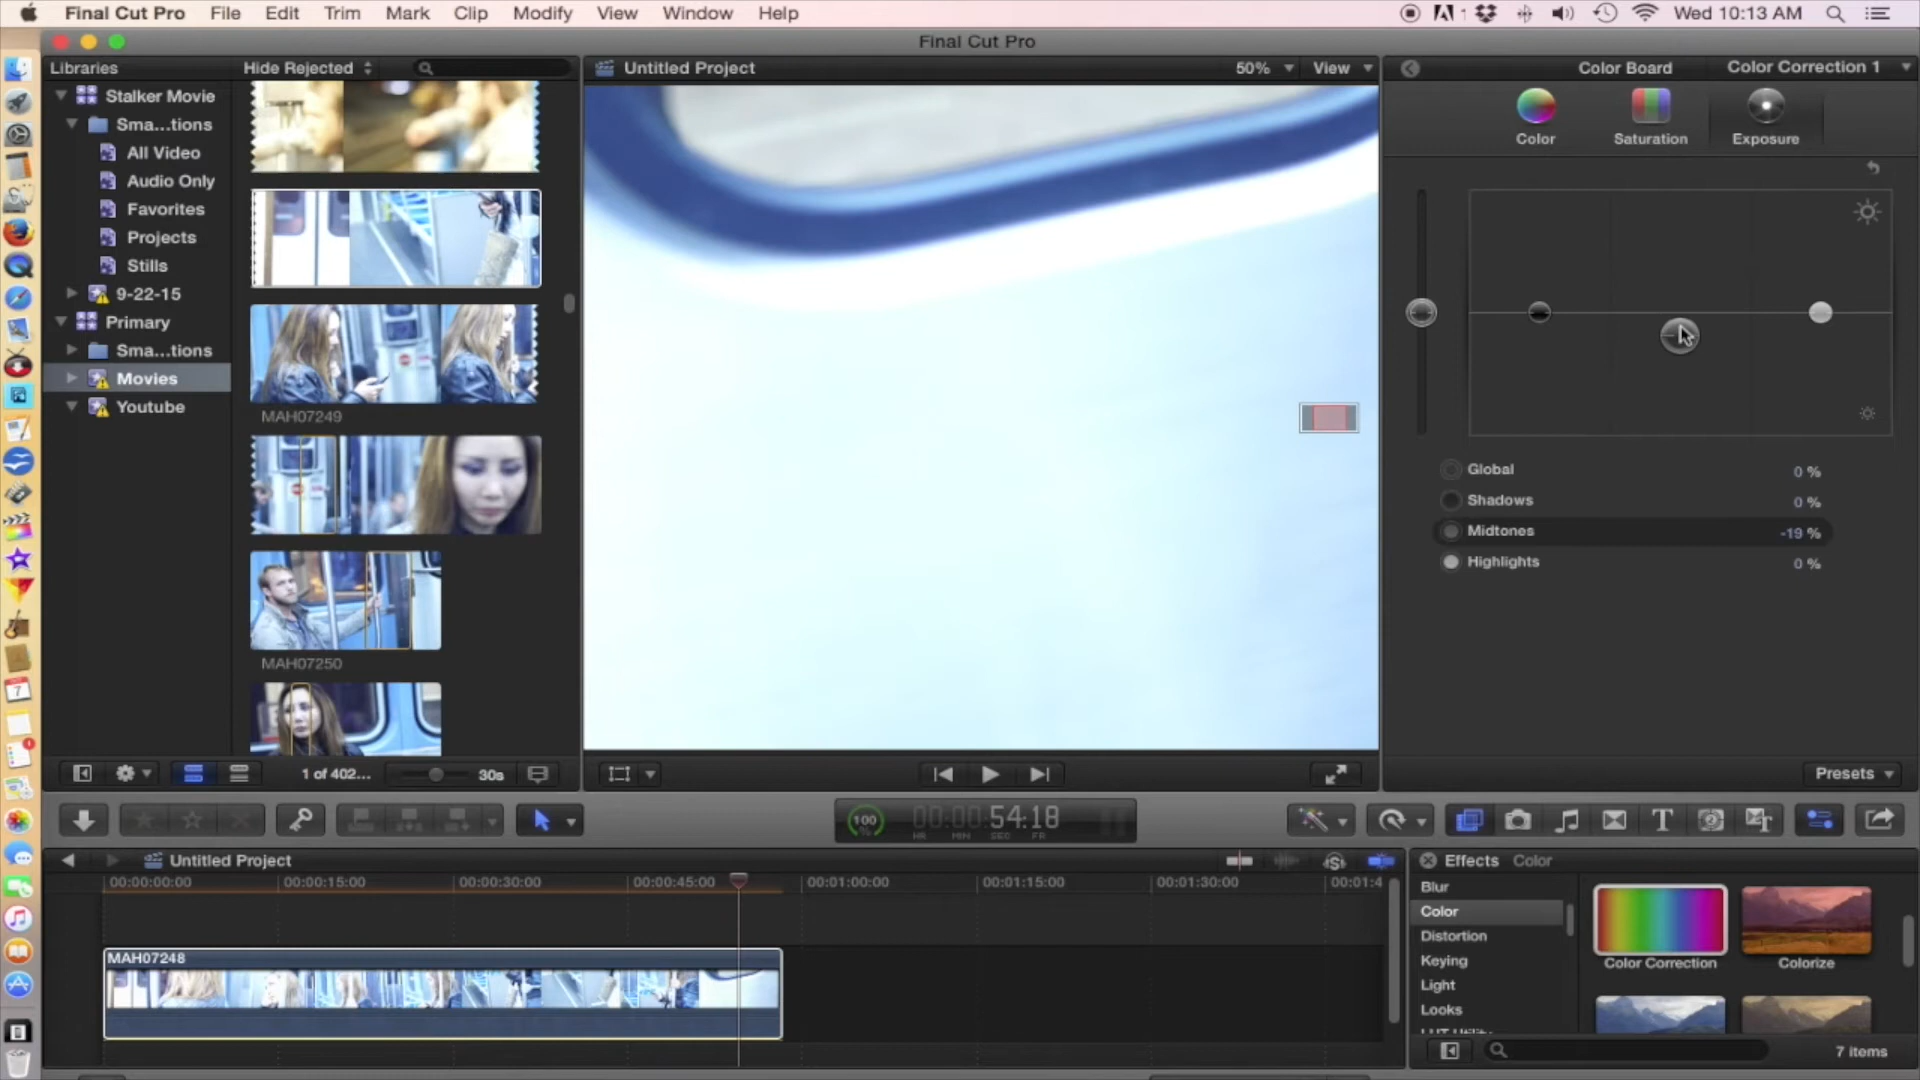 Final Cut Pro File Edit Trim Mark Clip Modify View Window Help Wed 10:13 AM
Final Cut Pro
Libraries Hide Rejected Untitled Project 50% View Color Board Color Correction 1
Stalker Movie
Sma...tions
All Video
Audio Only
Favorites
Projects
Stills
9-22-15
Primary
Sma...tions
Movies
Youtube
MAH07249
MAH07250
Color Saturation Exposure
Global 0 %
Shadows 0 %
Midtones -19 %
Highlights 0 %
1 of 402... 30s Presets
100 % 00:00:54:18
HR MIN SEC FR
Untitled Project
00:00:00:00 00:00:15:00 00:00:30:00 00:00:45:00 00:01:00:00 00:01:15:00 00:01:30:00 00:01:4
MAH07248
Effects Color
Blur
Color
Distortion
Keying
Light
Looks
LUT Utility
Color Correction Colorize
7 items